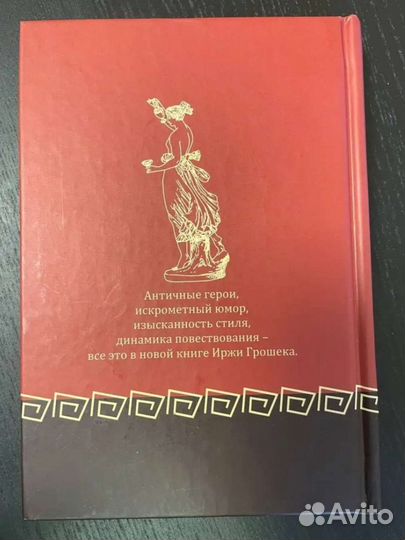 Античные герои,
искрометный юмор,
изысканность стиля,
динамика повествования –
все это в новой книге Иржи Грошека.
Avito